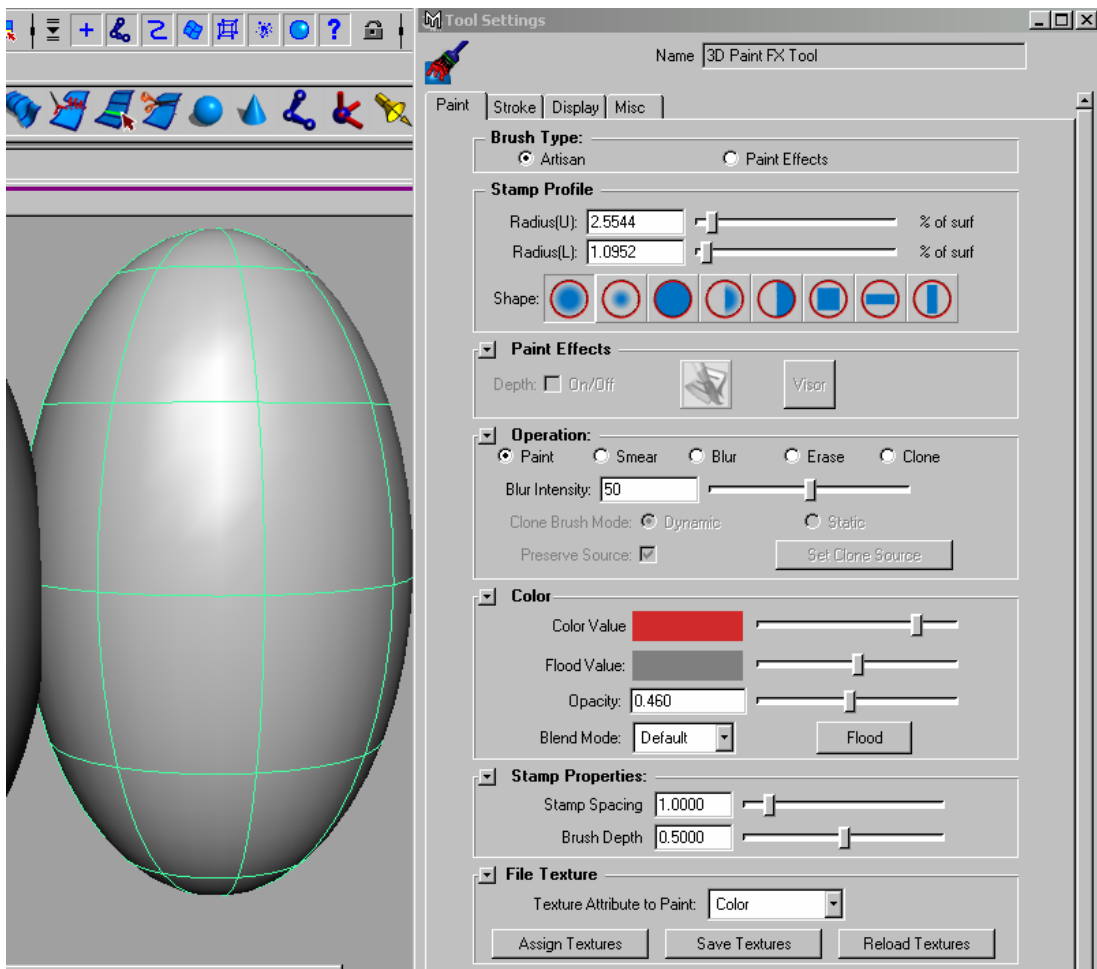 Tool Settings
Name 3D Paint FX Tool
Paint Stroke Display Misc
Brush Type:
Artisan Paint Effects
Stamp Profile
Radius(U): 2.5544 % of surf
Radius(L): 1.0952 % of surf
Shape:
Paint Effects
Depth: On/Off Visor
Operation:
Paint Smear Blur Erase Clone
Blur Intensity: 50
Clone Brush Mode: Dynamic Static
Preserve Source: Set Clone Source
Color
Color Value
Flood Value:
Opacity: 0.460
Blend Mode: Default Flood
Stamp Properties:
Stamp Spacing 1.0000
Brush Depth 0.5000
File Texture
Texture Attribute to Paint: Color
Assign Textures Save Textures Reload Textures